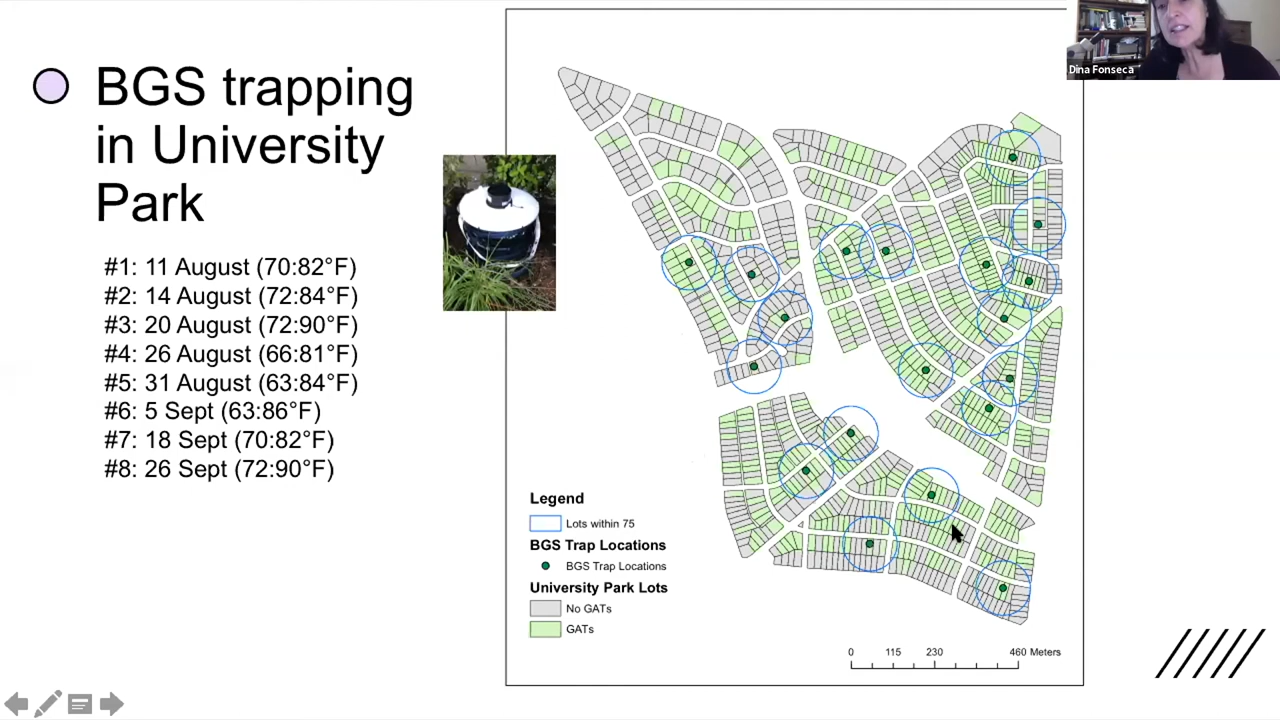 BGS trapping
in University
Park
#1: 11 August (70:82°F)
#2: 14 August (72:84°F)
#3: 20 August (72:90°F)
#4: 26 August (66:81°F)
#5: 31 August (63:84°F)
#6: 5 Sept (63:86°F)
#7: 18 Sept (70:82°F)
#8: 26 Sept (72:90°F)
Dina Fonseca
Legend
Lots within 75
BGS Trap Locations
BGS Trap Locations
University Park Lots
No GATs
GATs
0 115 230 460 Meters